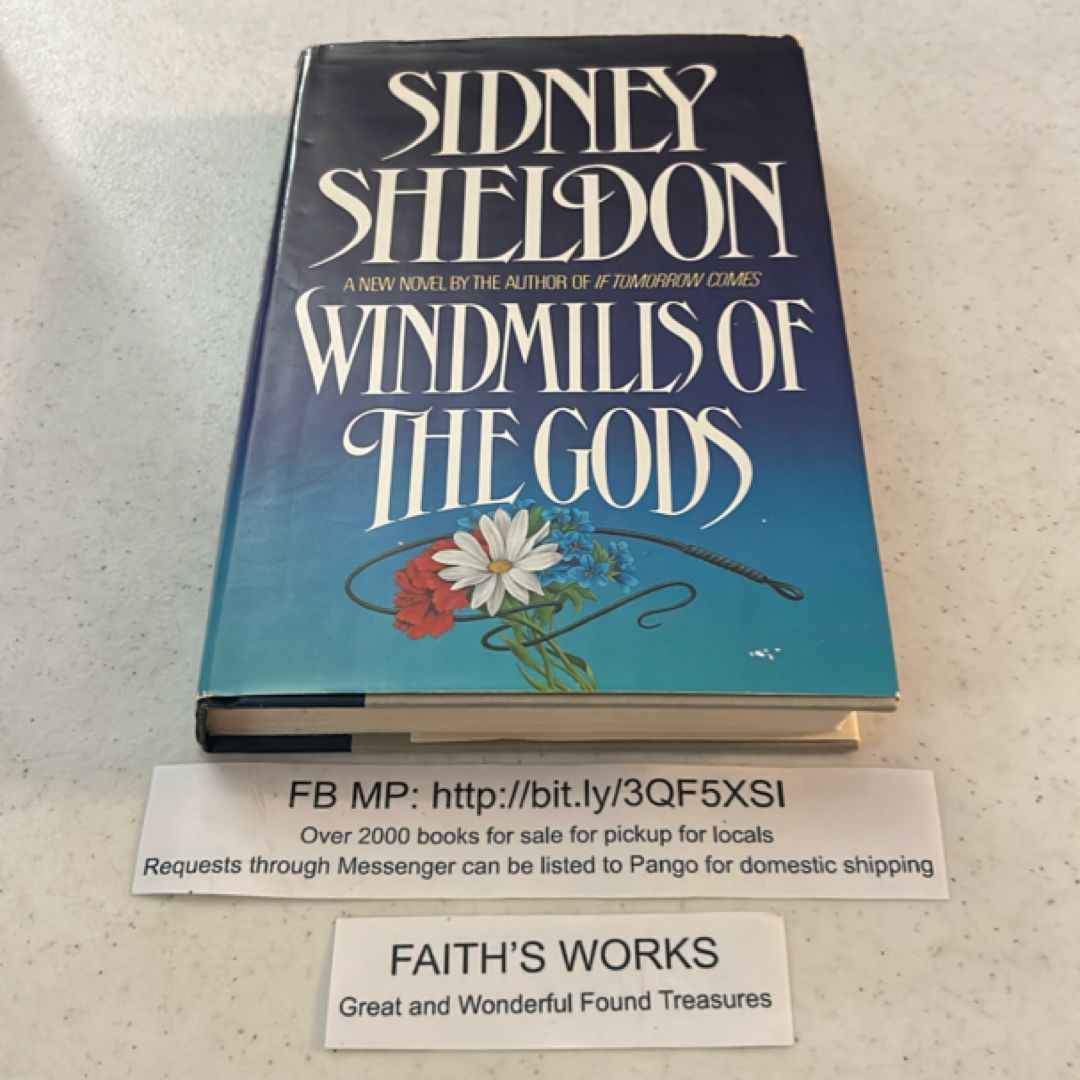 SIDNEY
SHELDON
A NEW NOVEL BY THE AUTHOR OF IF TOMORROW COMES
WINDMILLS OF
THE GODS
FB MP: http://bit.ly/3QF5XSI
Over 2000 books for sale for pickup for locals
Requests through Messenger can be listed to Pango for domestic shipping
FAITH'S WORKS
Great and Wonderful Found Treasures